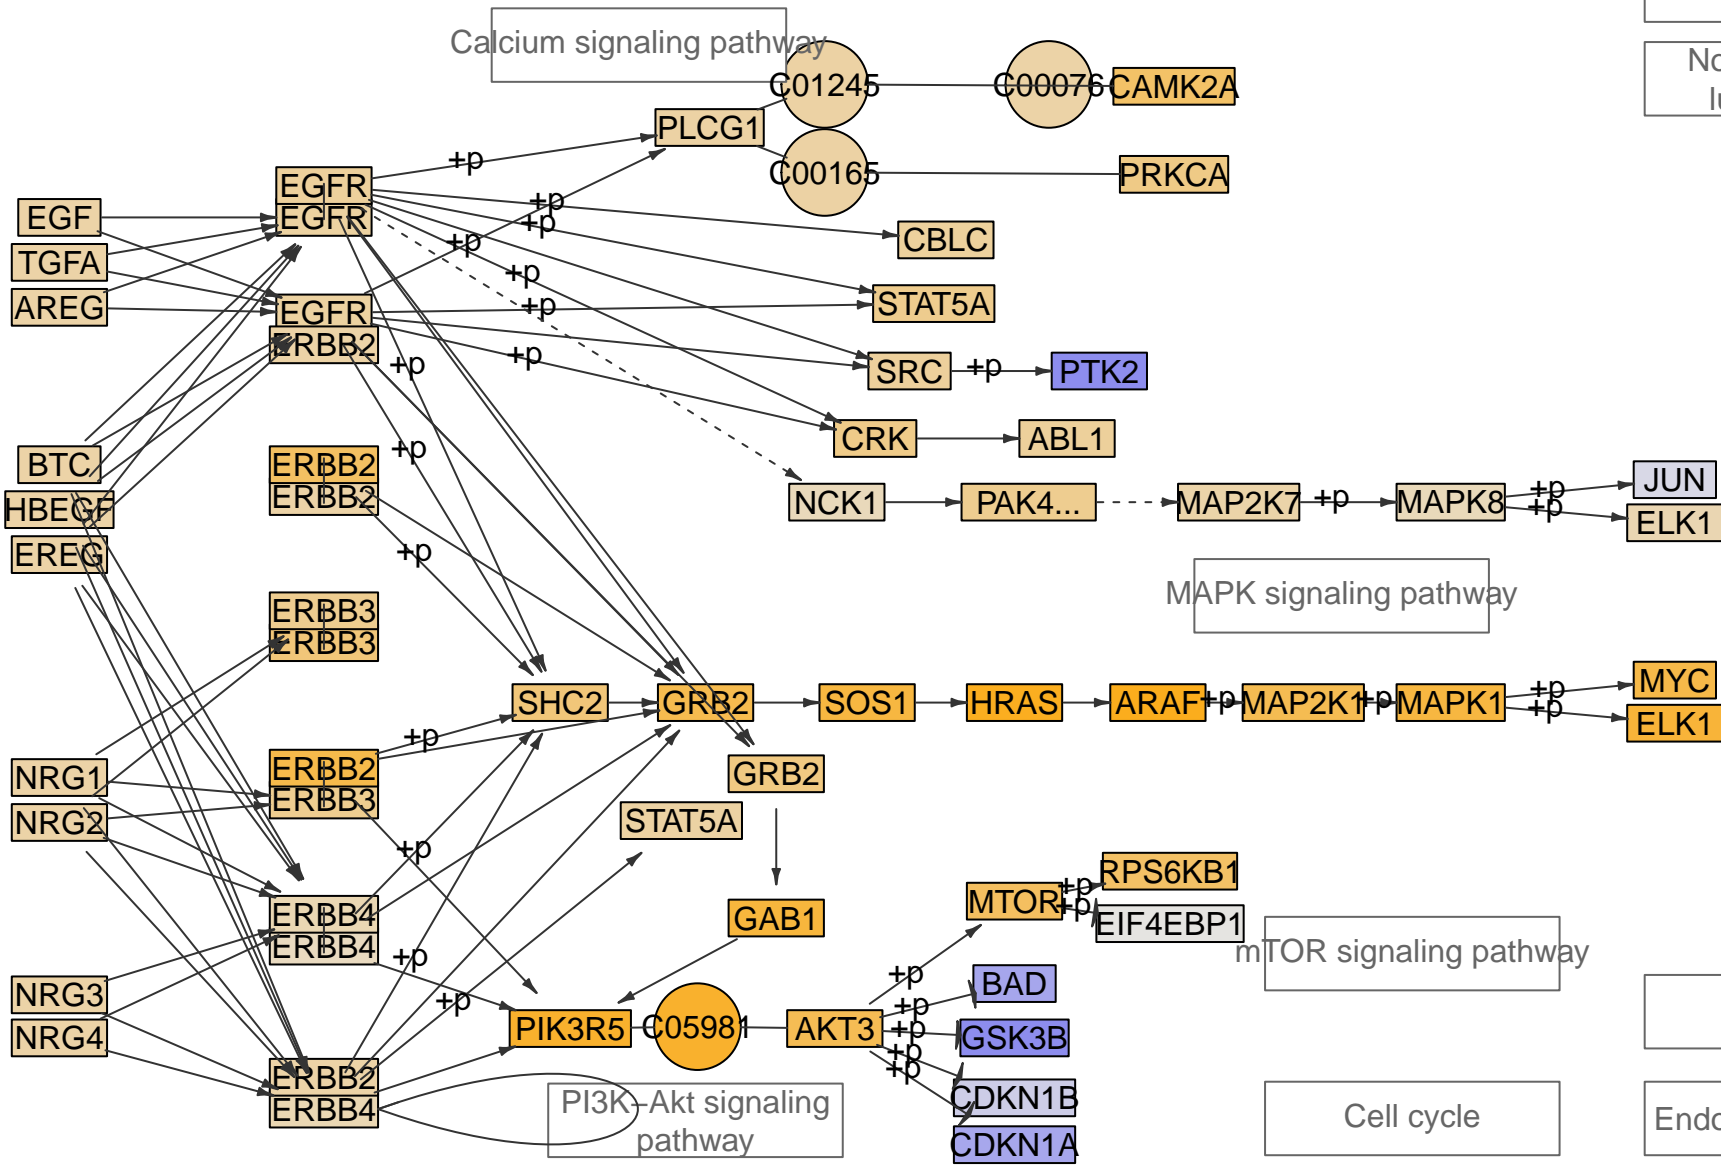 Calcium signaling pathway
C01245
C00076
CAMK2A
No
lu
PLCG1
+p
C00165
PRKCA
EGFR
EGFR
EGF
TGFA
AREG
+p
+p
+p
+p
+p
CBLC
STAT5A
EGFR
ERBB2
+p
+p
SRC
+p
PTK2
CRK
ABL1
BTC
HBEGF
EREG
ERBB2
ERBB2
+p
+p
NCK1
PAK4...
MAP2K7
+p
MAPK8
+p
+p
JUN
ELK1
MAPK signaling pathway
ERBB3
ERBB3
SHC2
GRB2
SOS1
HRAS
ARAF
+p
MAP2K1
+p
MAPK1
+p
+p
MYC
ELK1
NRG1
NRG2
ERBB2
ERBB3
+p
GRB2
STAT5A
+p
GAB1
ERBB4
ERBB4
+p
+p
MTOR
+p
+p
RPS6KB1
EIF4EBP1
mTOR signaling pathway
NRG3
NRG4
PIK3R5
C05981
AKT3
+p
+p
+p
+p
+p
BAD
GSK3B
CDKN1B
CDKN1A
ERBB2
ERBB4
PI3K–Akt signaling
pathway
Cell cycle
Endo